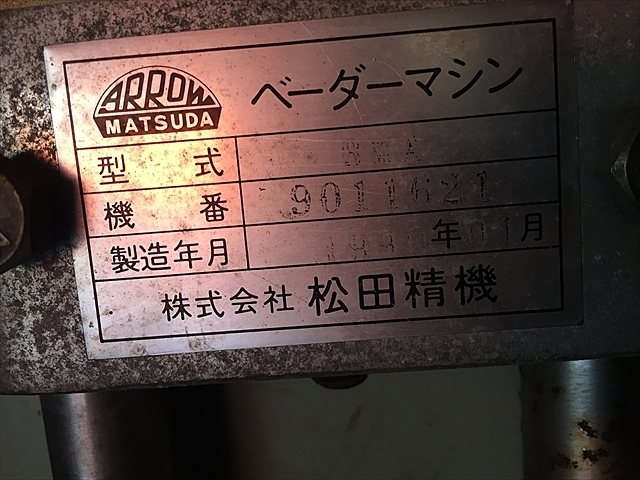 ARROW
MATSUDA
ベーダーマシン
型 式
機 番 9011621
製造年月 年 月
株式会社 松田精機